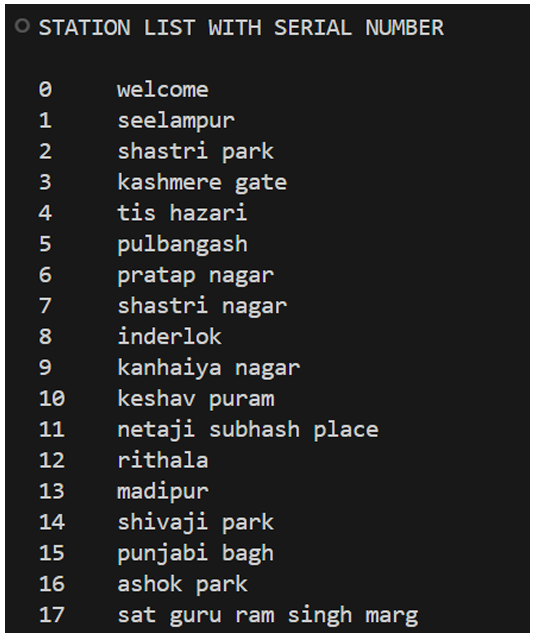 STATION LIST WITH SERIAL NUMBER
0 welcome
1 seelampur
2 shastri park
3 kashmere gate
4 tis hazari
5 pulbangash
6 pratap nagar
7 shastri nagar
8 inderlok
9 kanhaiya nagar
10 keshav puram
11 netaji subhash place
12 rithala
13 madipur
14 shivaji park
15 punjabi bagh
16 ashok park
17 sat guru ram singh marg